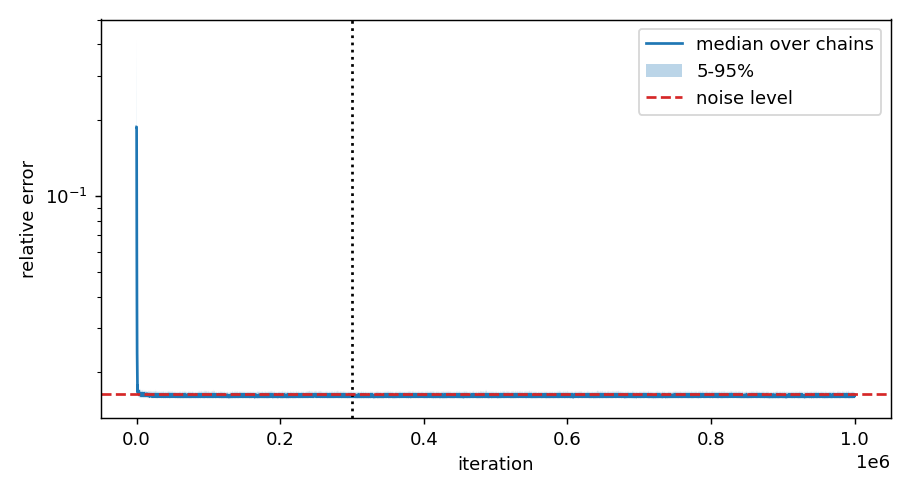 median over chains
5-95%
noise level
relative error
10⁻¹
0.0 0.2 0.4 0.6 0.8 1.0
1e6
iteration